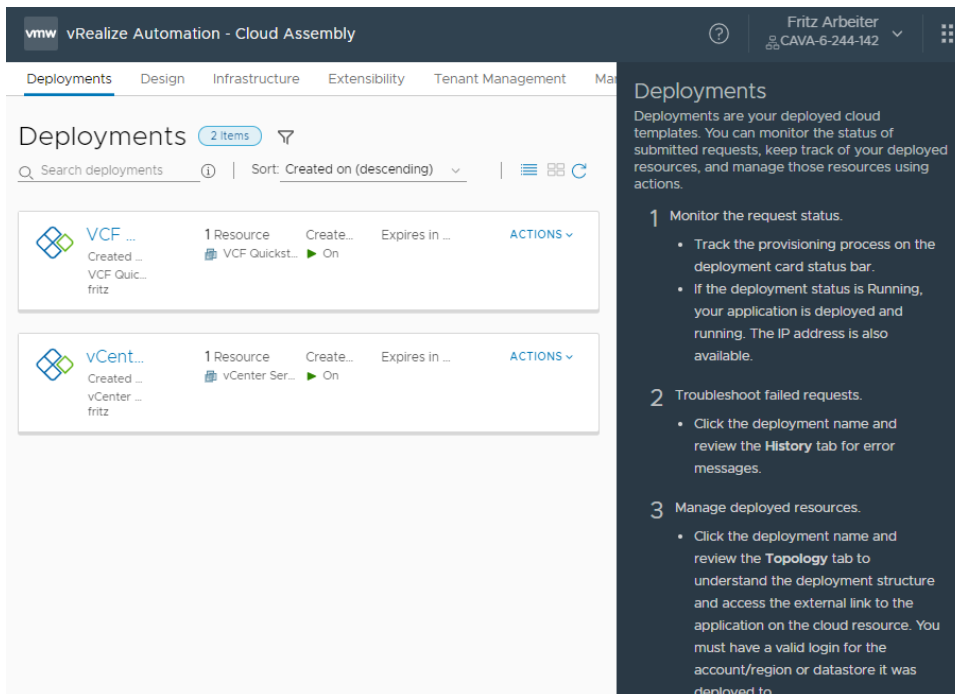 vmw vRealize Automation - Cloud Assembly
Fritz Arbeiter
CAVA-6-244-142
Deployments Design Infrastructure Extensibility Tenant Management Mar
Deployments 2 Items
Search deployments Sort: Created on (descending)
VCF ...
Created ...
VCF Quic...
fritz
1 Resource Create... Expires in ... ACTIONS
VCF Quickst... On
vCent...
Created ...
vCenter ...
fritz
1 Resource Create... Expires in ... ACTIONS
vCenter Ser... On
Deployments
Deployments are your deployed cloud
templates. You can monitor the status of
submitted requests, keep track of your deployed
resources, and manage those resources using
actions.
1 Monitor the request status.
• Track the provisioning process on the
deployment card status bar.
• If the deployment status is Running,
your application is deployed and
running. The IP address is also
available.
2 Troubleshoot failed requests.
• Click the deployment name and
review the History tab for error
messages.
3 Manage deployed resources.
• Click the deployment name and
review the Topology tab to
understand the deployment structure
and access the external link to the
application on the cloud resource. You
must have a valid login for the
account/region or datastore it was
deployed to